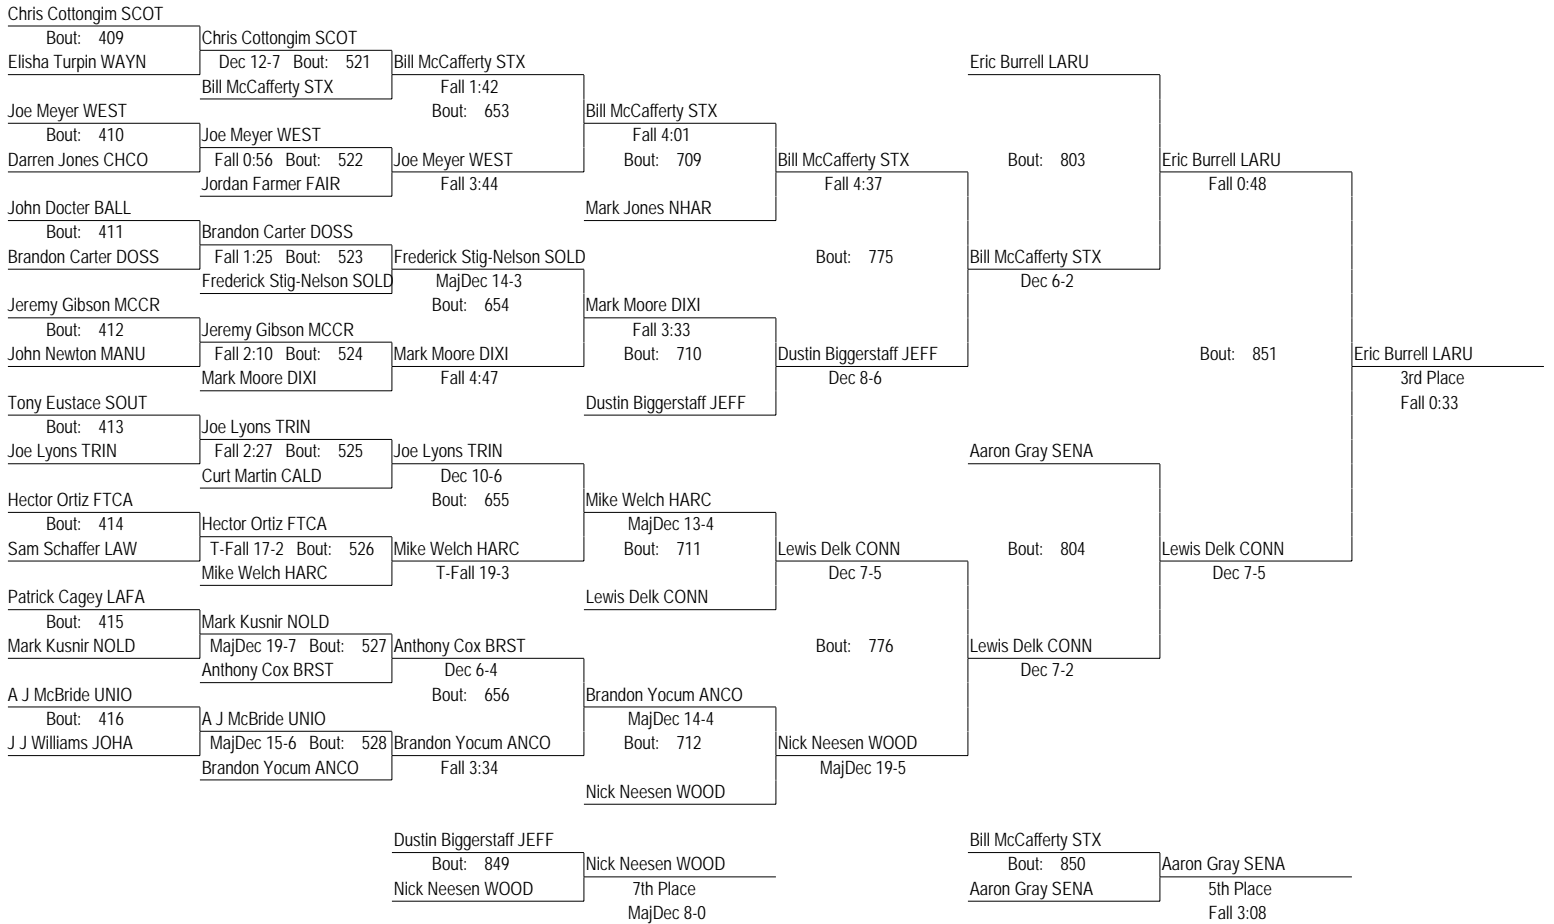 Chris Cottongim SCOT
Bout: 409
Chris Cottongim SCOT
Elisha Turpin WAYN
Dec 12-7 Bout: 521
Bill McCafferty STX
Eric Burrell LARU
Bill McCafferty STX
Fall 1:42
Joe Meyer WEST
Bout: 653
Bill McCafferty STX
Bout: 410
Joe Meyer WEST
Fall 4:01
Darren Jones CHCO
Fall 0:56 Bout: 522
Joe Meyer WEST
Bout: 709
Bill McCafferty STX
Bout: 803
Eric Burrell LARU
Jordan Farmer FAIR
Fall 3:44
Fall 4:37
Fall 0:48
John Docter BALL
Mark Jones NHAR
Bout: 411
Brandon Carter DOSS
Brandon Carter DOSS
Fall 1:25 Bout: 523
Frederick Stig-Nelson SOLD
Bout: 775
Bill McCafferty STX
Frederick Stig-Nelson SOLD
MajDec 14-3
Dec 6-2
Jeremy Gibson MCCR
Bout: 654
Mark Moore DIXI
Bout: 412
Jeremy Gibson MCCR
Fall 3:33
John Newton MANU
Fall 2:10 Bout: 524
Mark Moore DIXI
Bout: 710
Dustin Biggerstaff JEFF
Bout: 851
Eric Burrell LARU
Mark Moore DIXI
Fall 4:47
Dec 8-6
3rd Place
Tony Eustace SOUT
Dustin Biggerstaff JEFF
Fall 0:33
Bout: 413
Joe Lyons TRIN
Joe Lyons TRIN
Fall 2:27 Bout: 525
Joe Lyons TRIN
Aaron Gray SENA
Curt Martin CALD
Dec 10-6
Hector Ortiz FTCA
Bout: 655
Mike Welch HARC
Bout: 414
Hector Ortiz FTCA
MajDec 13-4
Sam Schaffer LAW
T-Fall 17-2 Bout: 526
Mike Welch HARC
Bout: 711
Lewis Delk CONN
Bout: 804
Lewis Delk CONN
Mike Welch HARC
T-Fall 19-3
Dec 7-5
Dec 7-5
Patrick Cagey LAFA
Lewis Delk CONN
Bout: 415
Mark Kusnir NOLD
Mark Kusnir NOLD
MajDec 19-7 Bout: 527
Anthony Cox BRST
Bout: 776
Lewis Delk CONN
Anthony Cox BRST
Dec 6-4
Dec 7-2
A J McBride UNIO
Bout: 656
Brandon Yocum ANCO
Bout: 416
A J McBride UNIO
MajDec 14-4
J J Williams JOHA
MajDec 15-6 Bout: 528
Brandon Yocum ANCO
Bout: 712
Nick Neesen WOOD
Brandon Yocum ANCO
Fall 3:34
MajDec 19-5
Nick Neesen WOOD
Dustin Biggerstaff JEFF
Bill McCafferty STX
Bout: 849
Nick Neesen WOOD
Bout: 850
Aaron Gray SENA
Nick Neesen WOOD
7th Place
Aaron Gray SENA
5th Place
MajDec 8-0
Fall 3:08